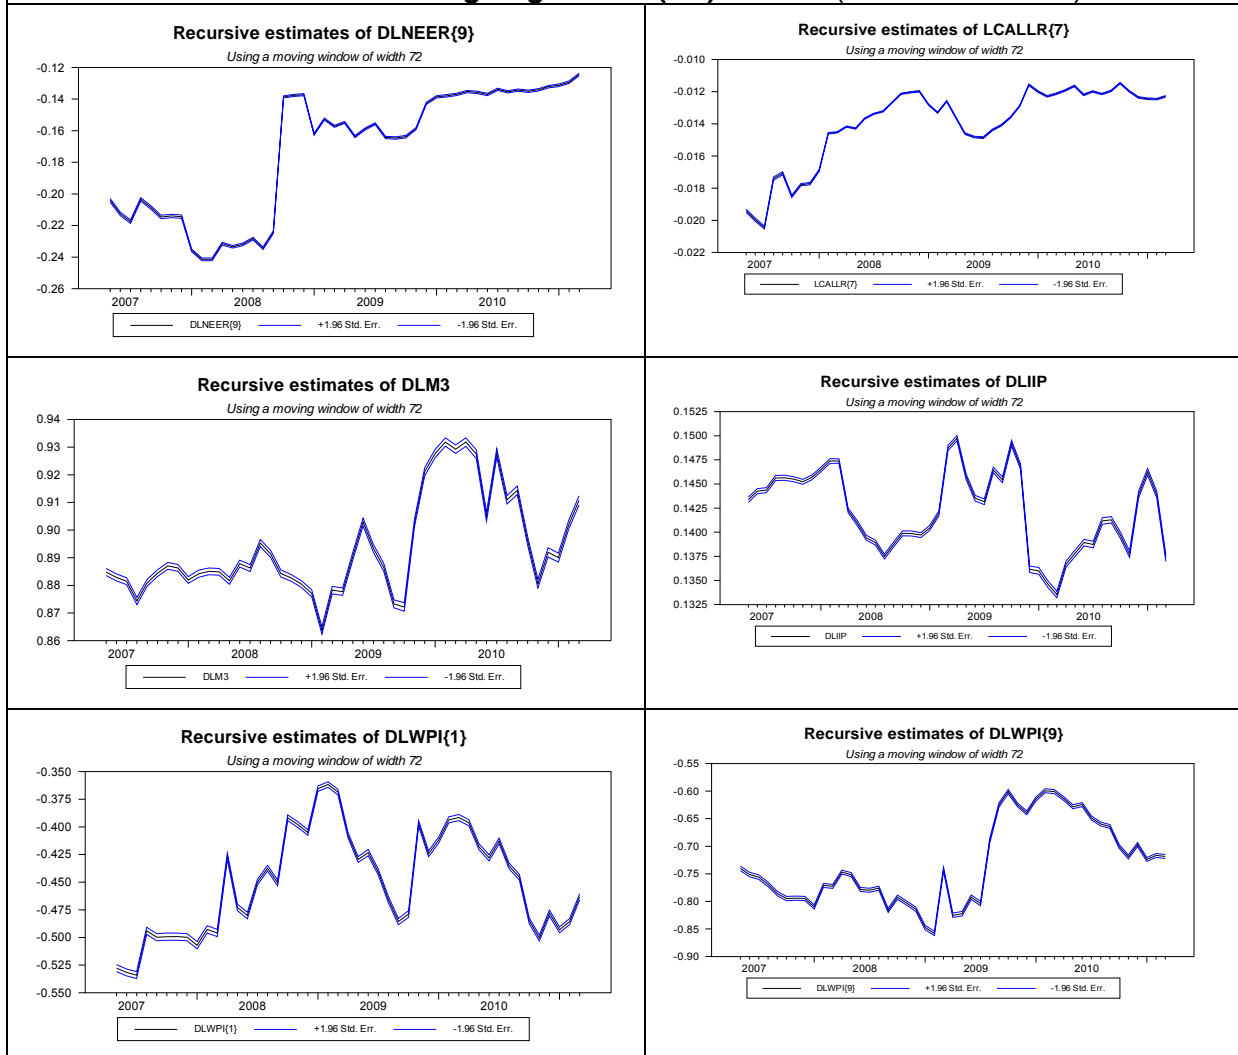 Recursive estimates of DLNEER{9}
Using a moving window of width 72
-0.12
-0.14
-0.16
-0.18
-0.20
-0.22
-0.24
-0.26
2007 2008 2009 2010
DLNEER{9} +1.96 Std. Err. -1.96 Std. Err.
Recursive estimates of LCALLR{7}
Using a moving window of width 72
-0.010
-0.012
-0.014
-0.016
-0.018
-0.020
-0.022
2007 2008 2009 2010
LCALLR{7} +1.96 Std. Err. -1.96 Std. Err.
Recursive estimates of DLM3
Using a moving window of width 72
0.94
0.93
0.92
0.91
0.90
0.89
0.88
0.87
0.86
2007 2008 2009 2010
DLM3 +1.96 Std. Err. -1.96 Std. Err.
Recursive estimates of DLIIP
Using a moving window of width 72
0.1525
0.1500
0.1475
0.1450
0.1425
0.1400
0.1375
0.1350
0.1325
2007 2008 2009 2010
DLIIP +1.96 Std. Err. -1.96 Std. Err.
Recursive estimates of DLWPI{1}
Using a moving window of width 72
-0.350
-0.375
-0.400
-0.425
-0.450
-0.475
-0.500
-0.525
-0.550
2007 2008 2009 2010
DLWPI{1} +1.96 Std. Err. -1.96 Std. Err.
Recursive estimates of DLWPI{9}
Using a moving window of width 72
-0.55
-0.60
-0.65
-0.70
-0.75
-0.80
-0.85
-0.90
2007 2008 2009 2010
DLWPI{9} +1.96 Std. Err. -1.96 Std. Err.